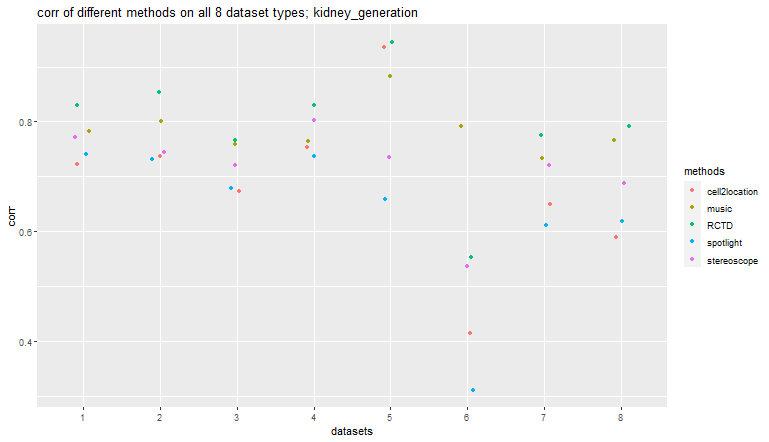 corr of different methods on all 8 dataset types; kidney_generation
corr
0.8
0.6
0.4
1 2 3 4 5 6 7 8
datasets
methods
cell2location
music
RCTD
spotlight
stereoscope